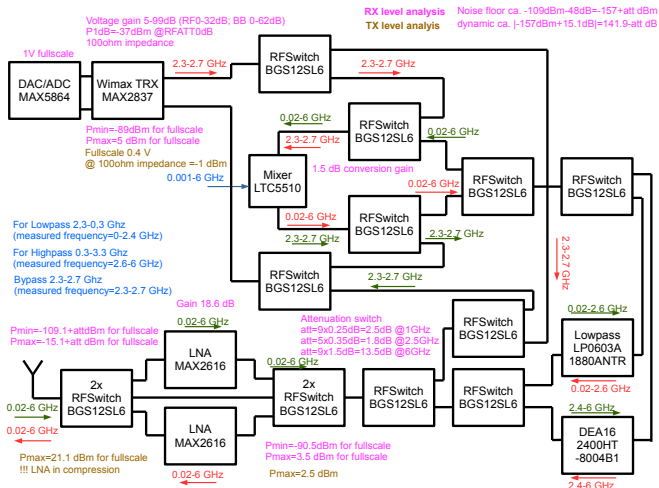 Voltage gain 5-99dB (RF0-32dB; BB 0-62dB)
P1dB=-37dBm @RFATT0dB
100ohm impedance
RX level analysis
TX level analyis
Noise floor ca. -109dBm-48dB=-157+att dBm
dynamic ca. |-157dBm+15.1dB|=141.9-att dB
1V fullscale
DAC/ADC
MAX5864
Wimax TRX
MAX2837
2.3-2.7 GHz
RFSwitch
BGS12SL6
2.3-2.7 GHz
Pmin=-89dBm for fullscale
Pmax=5 dBm for fullscale
Fullscale 0.4 V
@ 100ohm impedance =-1 dBm
0.001-6 GHz
0.02-6 GHz
2.3-2.7 GHz
RFSwitch
BGS12SL6
0.02-6 GHz
Mixer
LTC5510
1.5 dB conversion gain
0.02-6 GHz
RFSwitch
BGS12SL6
RFSwitch
BGS12SL6
0.02-6 GHz
2.3-2.7 GHz
RFSwitch
BGS12SL6
2.3-2.7 GHz
For Lowpass 2,3-0,3 Ghz
(measured frequency=0-2.4 GHz)
For Highpass 0.3-3.3 Ghz
(measured frequency=2.6-6 GHz)
Bypass 2.3-2.7 Ghz
(measured frequency=2.3-2.7 GHz)
RFSwitch
BGS12SL6
2.3-2.7 GHz
2.3-2.7 GHz
Gain 18.6 dB
Attenuation switch
att=9x0.25dB=2.5dB @1GHz
att=5x0.35dB=1.8dB @2.5GHz
att=9x1.5dB=13.5dB @6GHz
RFSwitch
BGS12SL6
0.02-2.6 GHz
Lowpass
LP0603A
1880ANTR
0.02-2.6 GHz
Pmin=-109.1+attdBm for fullscale
Pmax=-15.1+att dBm for fullscale
0.02-6 GHz
LNA
MAX2616
0.02-6 GHz
2x
RFSwitch
BGS12SL6
2x
RFSwitch
BGS12SL6
RFSwitch
BGS12SL6
RFSwitch
BGS12SL6
2.4-6 GHz
DEA16
2400HT
-8004B1
2.4-6 GHz
0.02-6 GHz
0.02-6 GHz
LNA
MAX2616
0.02-6 GHz
Pmin=-90.5dBm for fullscale
Pmax=3.5 dBm for fullscale
Pmax=2.5 dBm
Pmax=21.1 dBm for fullscale
!!! LNA in compression